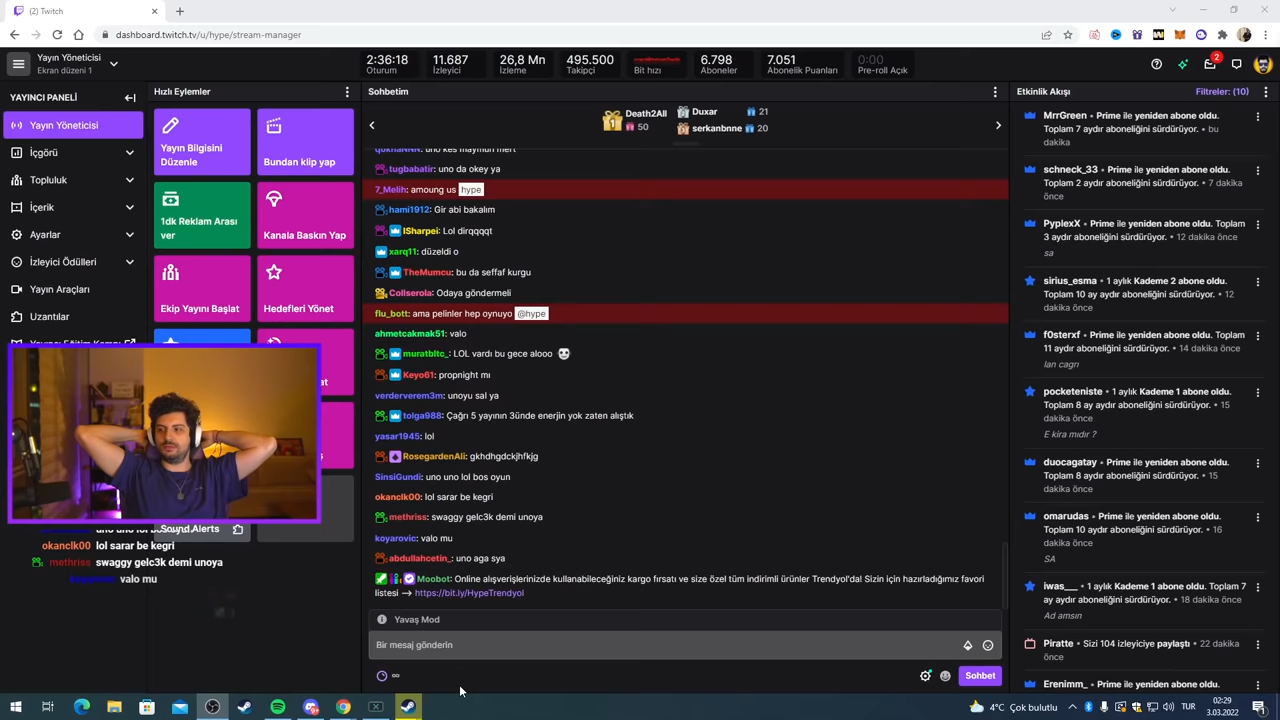 (2) Twitch
dashboard.twitch.tv/u/hype/stream-manager
Yayın Yöneticisi
Ekran düzeni 1
2:36:18
Oturum
11.687
İzleyici
26,8 Mn
İzleme
495.500
Takipçi
Bit hızı
6.798
Aboneler
7.051
Abonelik Puanları
0:00
Pre-roll Açık
2
YAYINCI PANELİ
Yayın Yöneticisi
İçgörü
Topluluk
İçerik
Ayarlar
İzleyici Ödülleri
Yayın Araçları
Uzantılar
Hızlı Eylemler
Yayın Bilgisini
Düzenle
Bundan klip yap
1dk Reklam Arası
ver
Kanala Baskın Yap
Ekip Yayını Başlat
Hedefleri Yönet
Sound Alerts
okanclk00 lol sarar be kegri
methriss swaggy gelc3k demi unoya
valo mu
Sohbetim
Death2All
50
Duxar 21
serkanbnne 20
tugbabatir: uno da okey ya
7_Melih: amoung us hype
hami1912: Gir abi bakalım
lSharpei: Lol dirqqqqt
xarq11: düzeldi o
TheMumcu: bu da seffaf kurgu
Collserola: Odaya göndermeli
flu_bott: ama pelinler hep oynuyo @hype
ahmetcakmak51: valo
muratbltc_: LOL vardı bu gece alooo
Keyo61: propnight mı
verderverem3m: unoyu sal ya
tolga988: Çağrı 5 yayının 3ünde enerjin yok zaten alıştık
yasar1945: lol
RosegardenAli: gkhdgdckjhfkjg
SinsiGundi: uno uno lol bos oyun
okanclk00: lol sarar be kegri
methriss: swaggy gelc3k demi unoya
koyarovic: valo mu
abdullahcetin_: uno aga sya
Moobot: Online alışverişlerinizde kullanabileceğiniz kargo fırsatı ve size özel tüm indirimli ürünler Trendyol'da! Sizin için hazırladığımız favori
listesi —> https://bit.ly/HypeTrendyol
Yavaş Mod
Bir mesaj gönderin
Sohbet
Etkinlik Akışı
Filtreler: (10)
MrrGreen • Prime ile yeniden abone oldu.
Toplam 7 ay aboneliğini sürdürüyor. • bu
dakika
schneck_33 • Prime ile yeniden abone oldu.
Toplam 2 ay aboneliğini sürdürüyor. • 7 dakika
önce
PyplexX • Prime ile yeniden abone oldu. Toplam
3 ay aboneliğini sürdürüyor. • 12 dakika önce
sa
sirius_esma • 1 aylık Kademe 2 abone oldu.
Toplam 10 ay aydır aboneliğini sürdürüyor. • 12
dakika önce
f0sterxf • Prime ile yeniden abone oldu. Toplam
11 ay aboneliğini sürdürüyor. • 14 dakika önce
lan cagrı
pocketeniste • 1 aylık Kademe 1 abone oldu.
Toplam 8 ay aydır aboneliğini sürdürüyor. • 15
dakika önce
E kira mıdır ?
duocagatay • Prime ile yeniden abone oldu.
Toplam 8 ay aboneliğini sürdürüyor. • 15
dakika önce
omarudas • Prime ile yeniden abone oldu.
Toplam 10 ay aboneliğini sürdürüyor. • 16
dakika önce
SA
iwas___ • 1 aylık Kademe 1 abone oldu. Toplam 7
ay aydır aboneliğini sürdürüyor. • 18 dakika önce
Ad amsın
Piratte • Sizi 104 izleyiciye paylaştı • 22 dakika
önce
Erenimm_ • Prime ile yeniden abone oldu.
4°C Çok bulutlu
TUR
02:29
3.03.2022
1